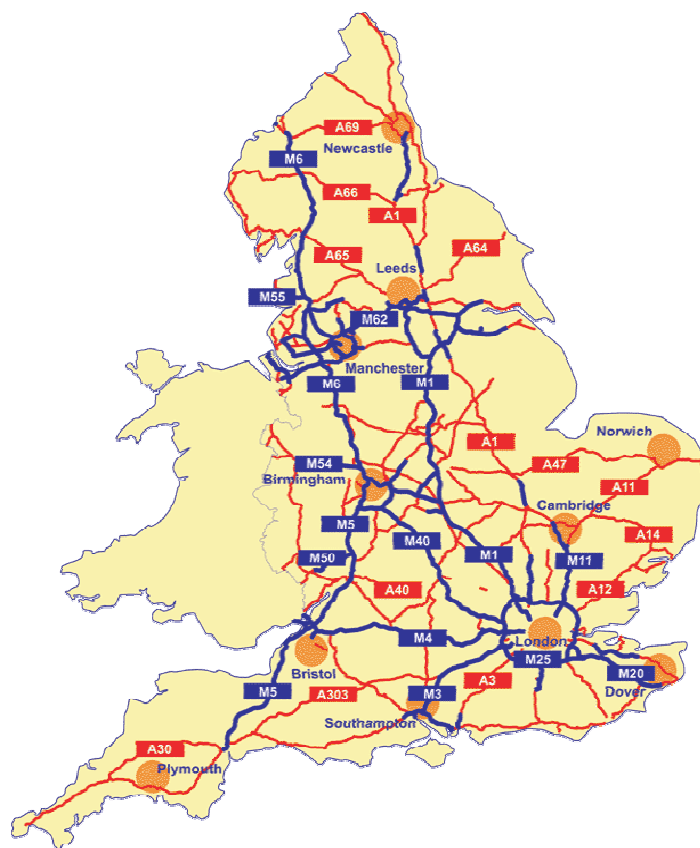 A69
Newcastle
M6
A66
A1
A64
A65
Leeds
M55
M62
Manchester
M6
M1
A1
Norwich
M54
A47
Birmingham
A11
Cambridge
M5
A14
M40
M50
M1
M11
A40
A12
M4
London
M25
Bristol
M20
A3
M5
A303
M3
Dover
Southampton
A30
Plymouth